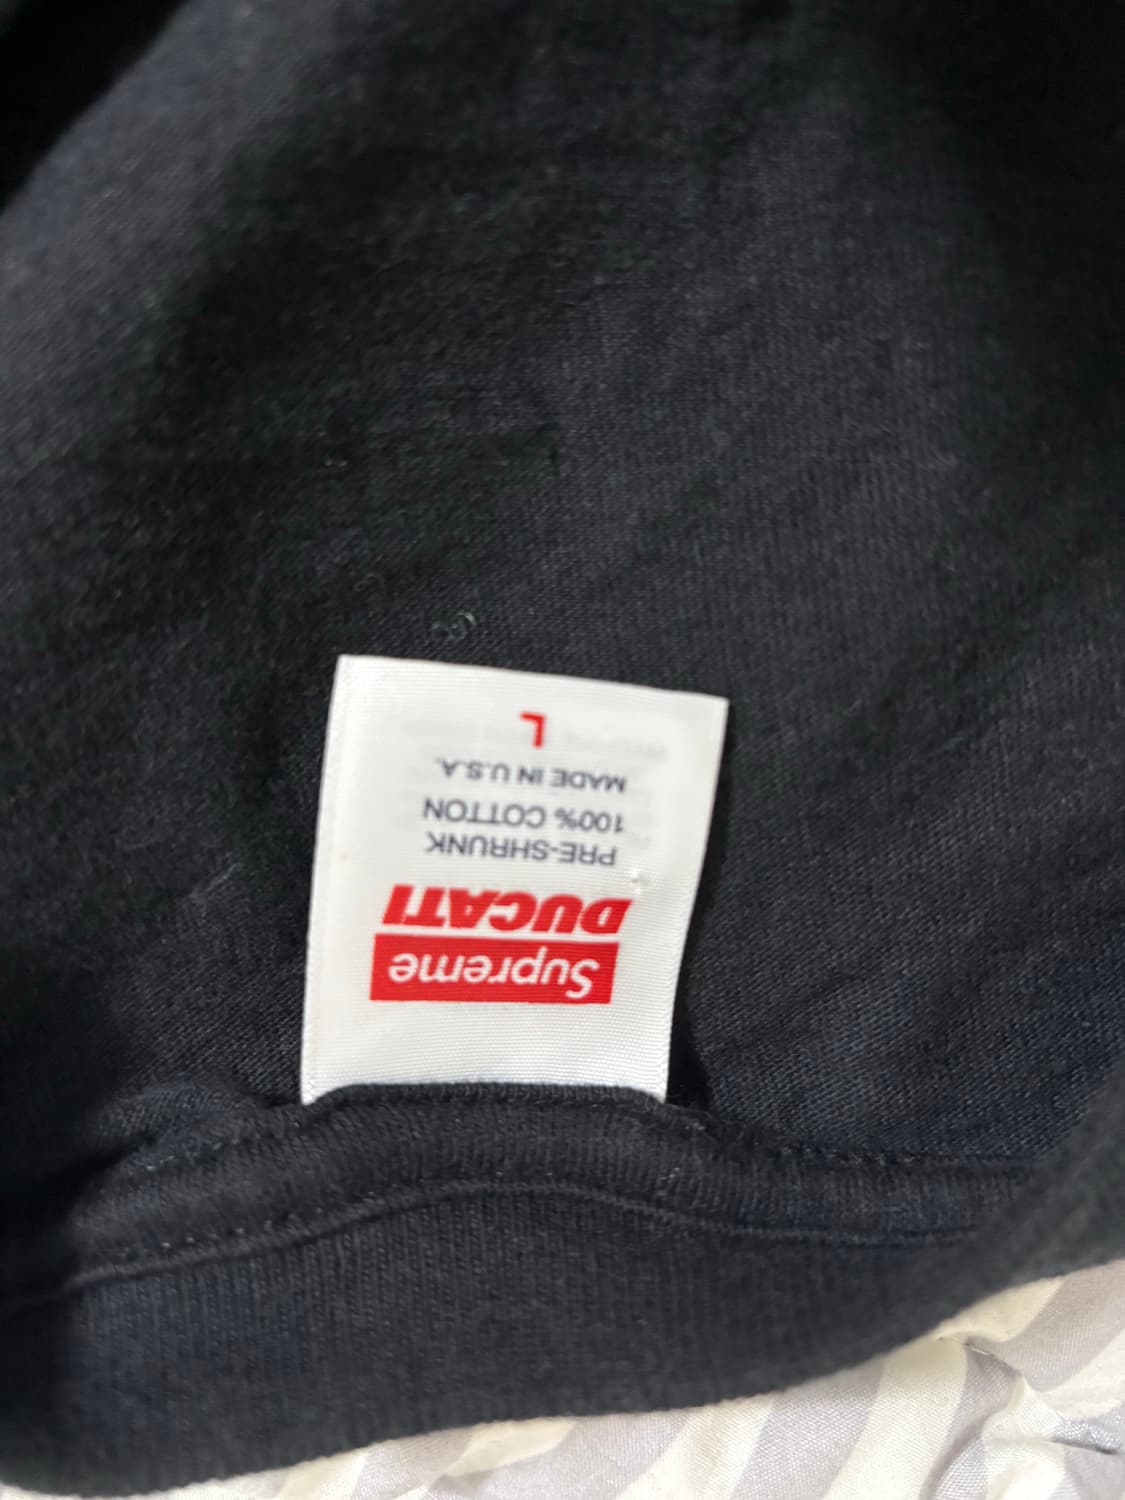 Supreme
DUCATI
PRE-SHRUNK
100% COTTON
MADE IN U.S.A.
L